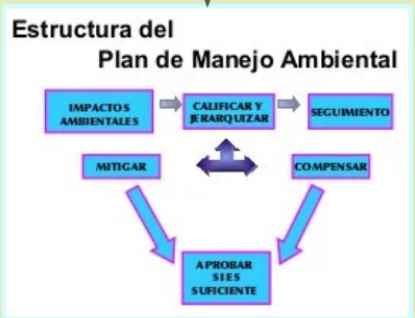 Estructura del
Plan de Manejo Ambiental
IMPACTOS
AMBIENTALES
CALIFICAR Y
JERARQUIZAR
SEGUIMIENTO
MITIGAR
COMPENSAR
APROBAR
SI ES
SUFICIENTE